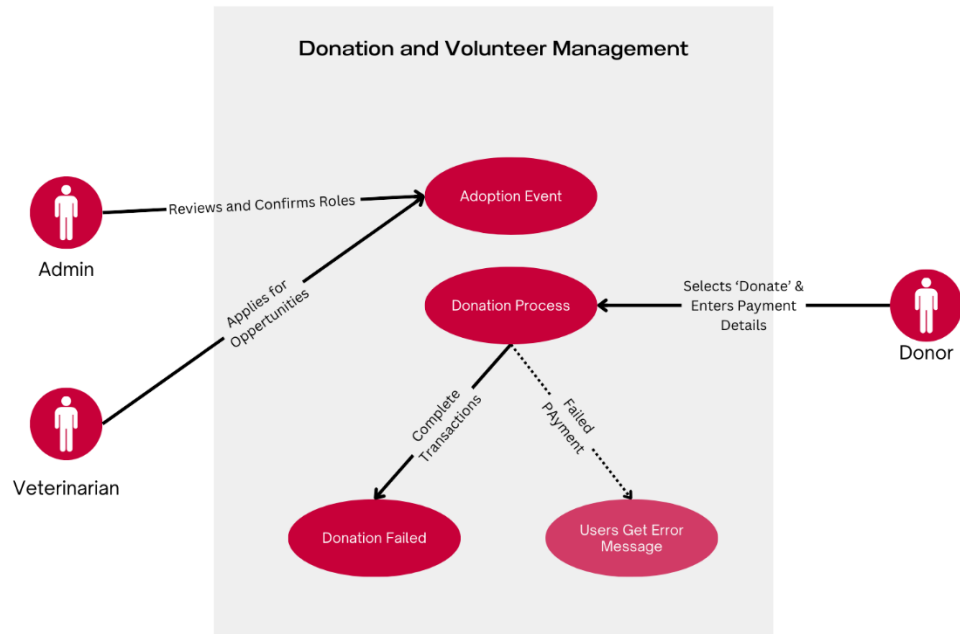 Donation and Volunteer Management
Adoption Event
Reviews and Confirms Roles
Admin
Applies for
Oppertunities
Veterinarian
Donation Process
Selects ‘Donate’ &
Enters Payment
Details
Donor
Complete
Transactions
Failed
PAyment
Donation Failed
Users Get Error
Message